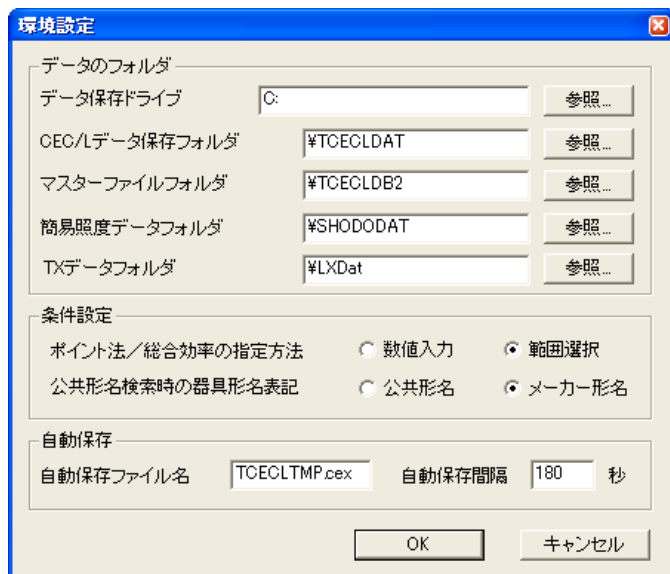 環境設定
データのフォルダ
データ保存ドライブ C: 参照...
CEC/Lデータ保存フォルダ ¥TCECLDAT 参照...
マスターファイルフォルダ ¥TCECLDB2 参照...
簡易照度データフォルダ ¥SHODODAT 参照...
TXデータフォルダ ¥LXDat 参照...
条件設定
ポイント法／総合効率の指定方法 数値入力 範囲選択
公共形名検索時の器具形名表記 公共形名 メーカー形名
自動保存
自動保存ファイル名 TCECLTMP.cex 自動保存間隔 180 秒
OK キャンセル